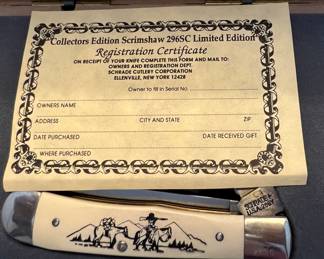 "Collectors Edition Scrimshaw 296SC Limited Edition"
Registration Certificate
ON RECEIPT OF YOUR KNIFE COMPLETE THIS FORM AND MAIL TO:
OWNERS AND REGISTRATION DEPT.
SCHRADE CUTLERY CORPORATION
ELLENVILLE, NEW YORK 12428
Owner to fill in Serial No.
OWNERS NAME
ADDRESS CITY AND STATE ZIP
DATE PURCHASED DATE RECEIVED GIFT
WHERE PURCHASED
SCHRADE